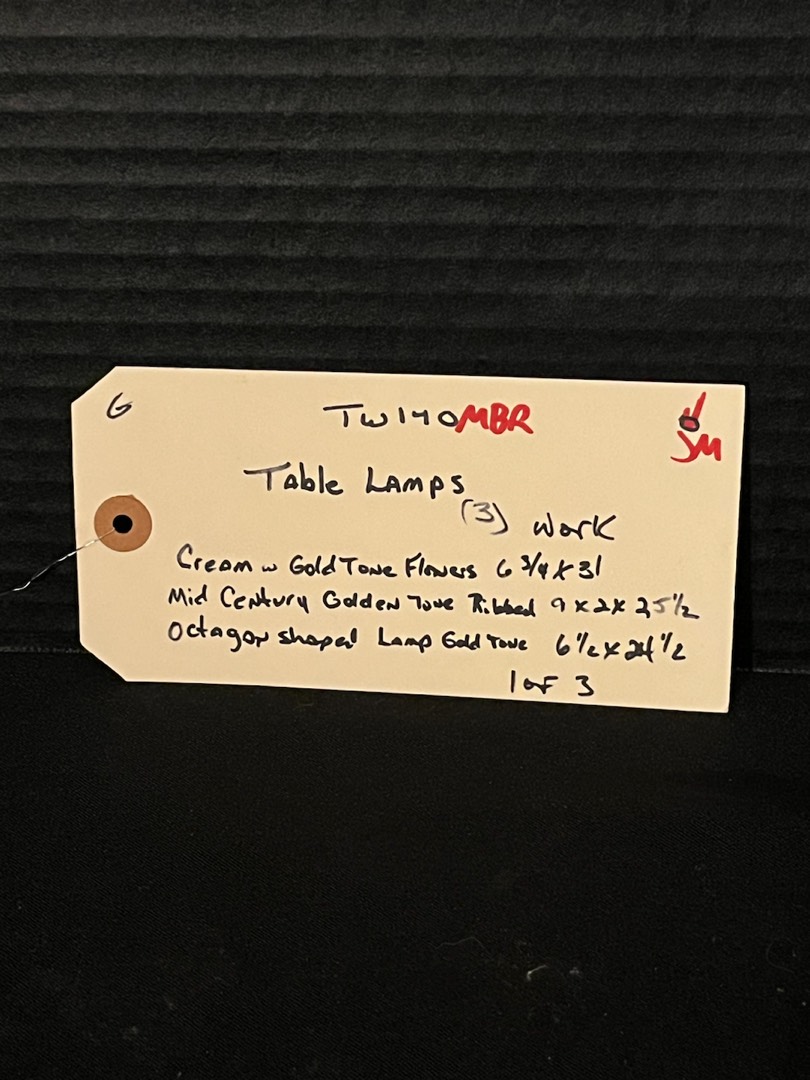 G
TW140MBR
JM
Table Lamps
(3) Work
Cream w Gold Tone Flowers 6 3/4 x 31
Mid Century Golden Tone Ribbed 9 x 2 x 25 1/2
Octagon shaped Lamp Gold Tone 6 1/2 x 24 1/2
1 of 3